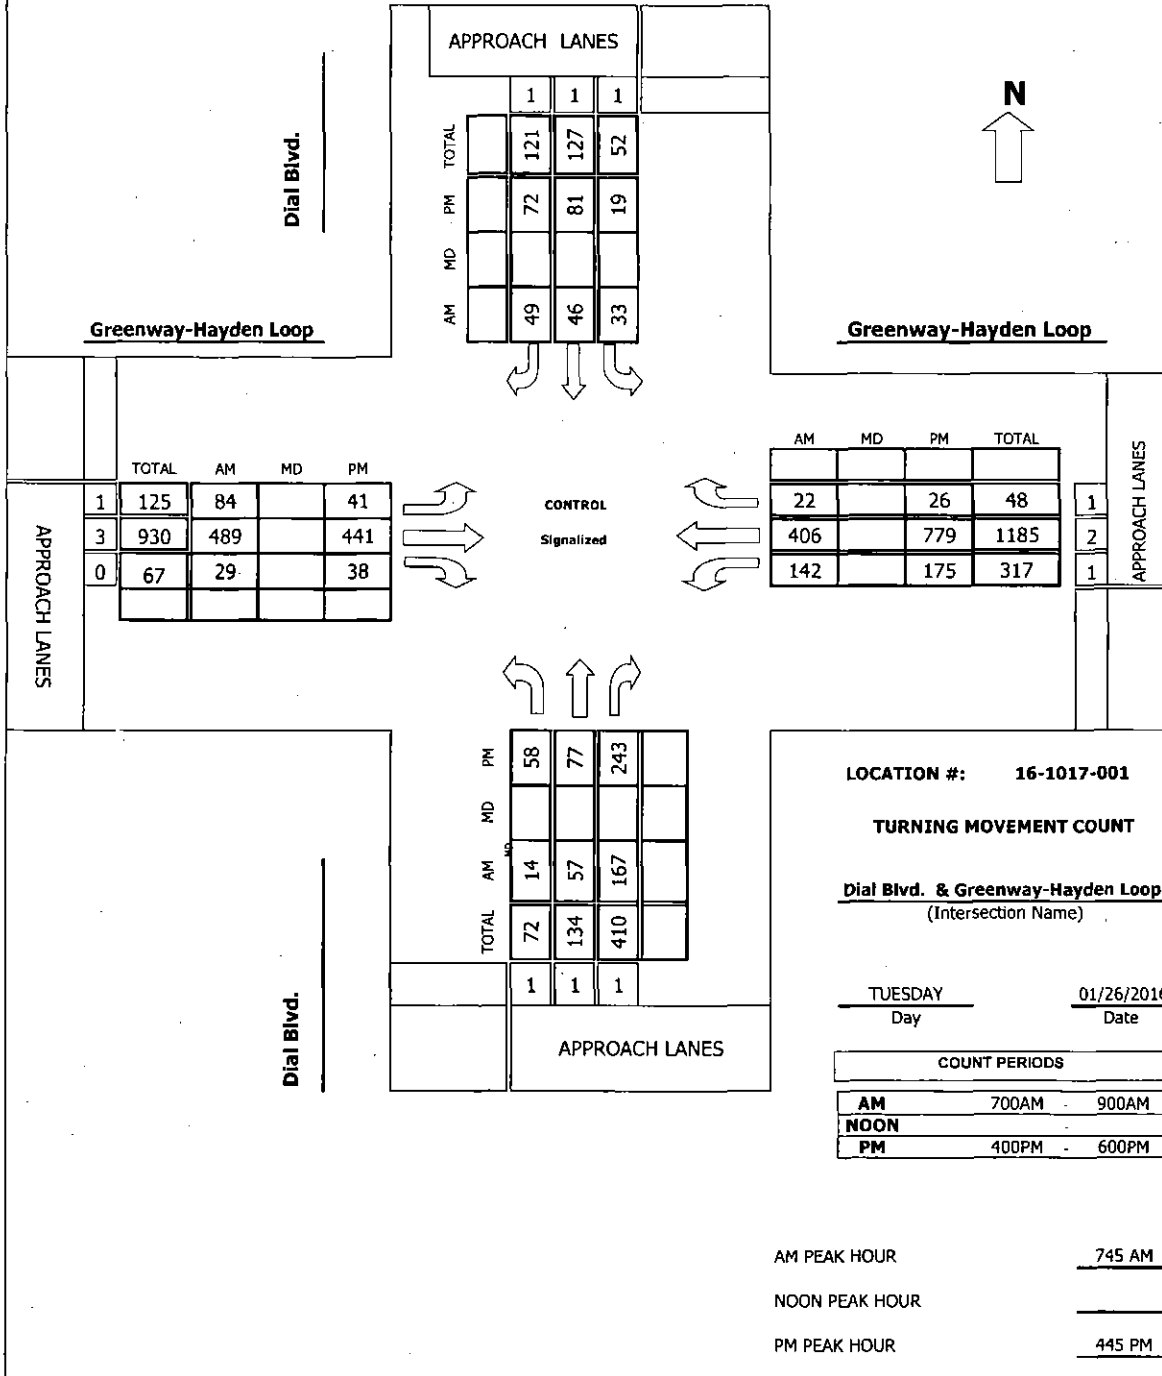 APPROACH LANES
1 1 1
TOTAL 121 127 52
PM 72 81 19
MD
AM 49 46 33
Dial Blvd.
N
Greenway-Hayden Loop
Greenway-Hayden Loop
TOTAL AM MD PM
1 125 84 41
3 930 489 441
0 67 29 38
APPROACH LANES
CONTROL
Signalized
AM MD PM TOTAL
22 26 48 1
406 779 1185 2
142 175 317 1
APPROACH LANES
PM 58 77 243
MD
MD
AM 14 57 167
TOTAL 72 134 410
1 1 1
APPROACH LANES
Dial Blvd.
LOCATION #: 16-1017-001
TURNING MOVEMENT COUNT
Dial Blvd. & Greenway-Hayden Loop
(Intersection Name)
TUESDAY 01/26/2016
Day Date
COUNT PERIODS
AM 700AM - 900AM
NOON -
PM 400PM - 600PM
AM PEAK HOUR 745 AM
NOON PEAK HOUR
PM PEAK HOUR 445 PM